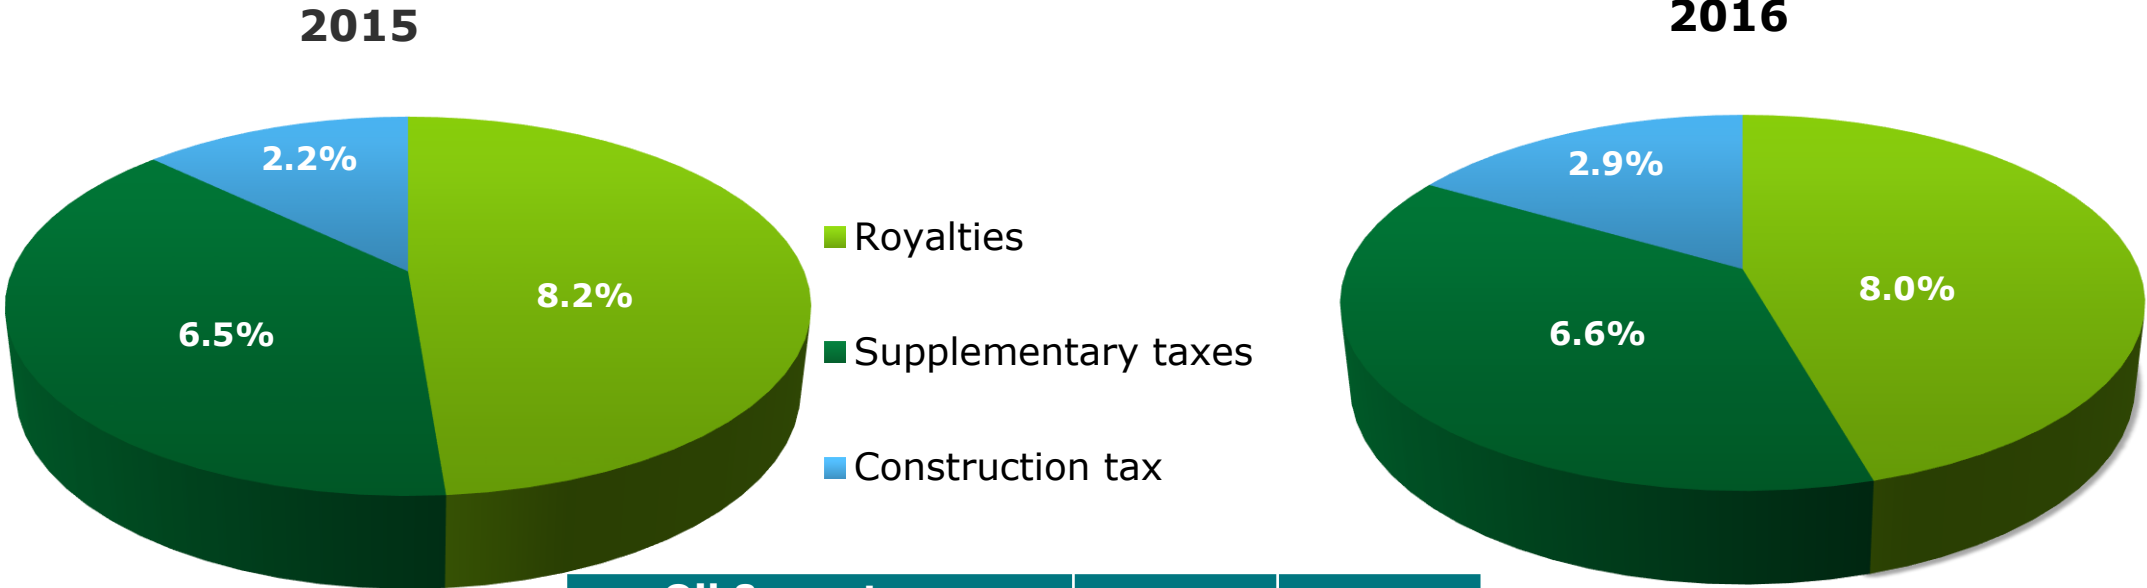 2015
2016
2.2%
8.2%
6.5%
Royalties
Supplementary taxes
Construction tax
2.9%
8.0%
6.6%